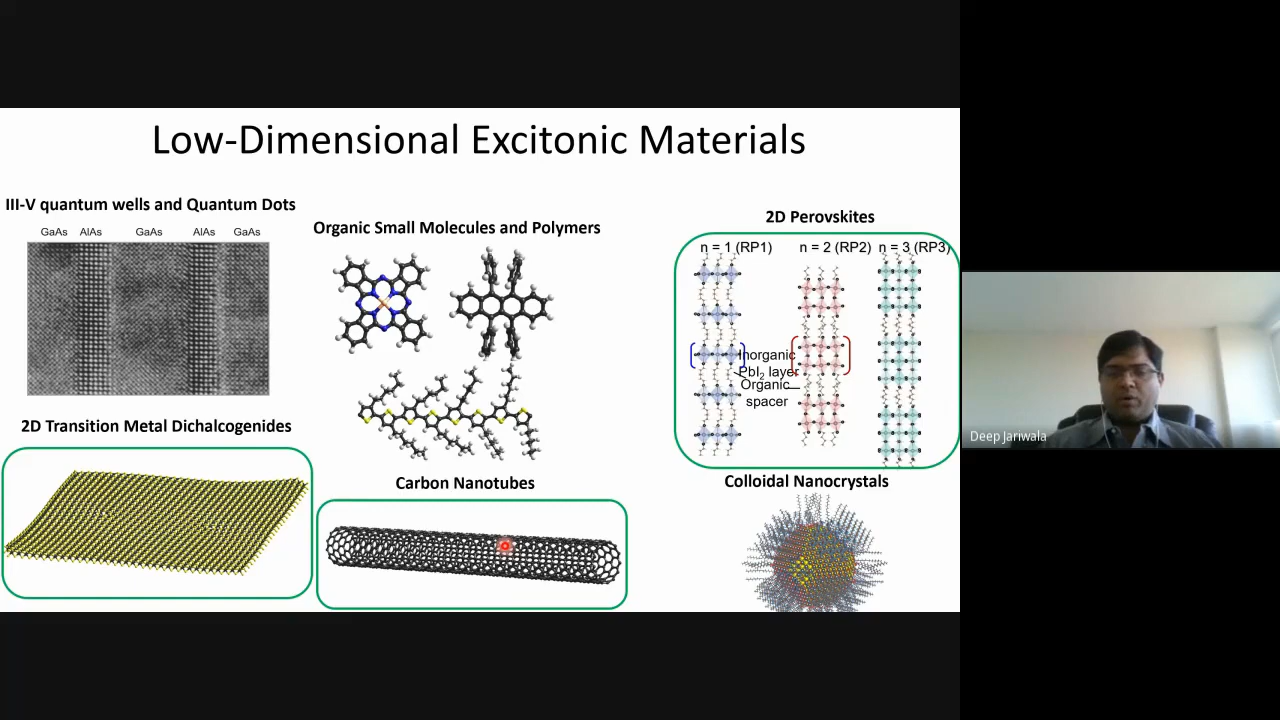 Low-Dimensional Excitonic Materials
III-V quantum wells and Quantum Dots
GaAs AlAs GaAs AlAs GaAs
Organic Small Molecules and Polymers
2D Perovskites
n = 1 (RP1) n = 2 (RP2) n = 3 (RP3)
Inorganic
PbI₂ layer
Organic
spacer
2D Transition Metal Dichalcogenides
Carbon Nanotubes
Colloidal Nanocrystals
Deep Jariwala